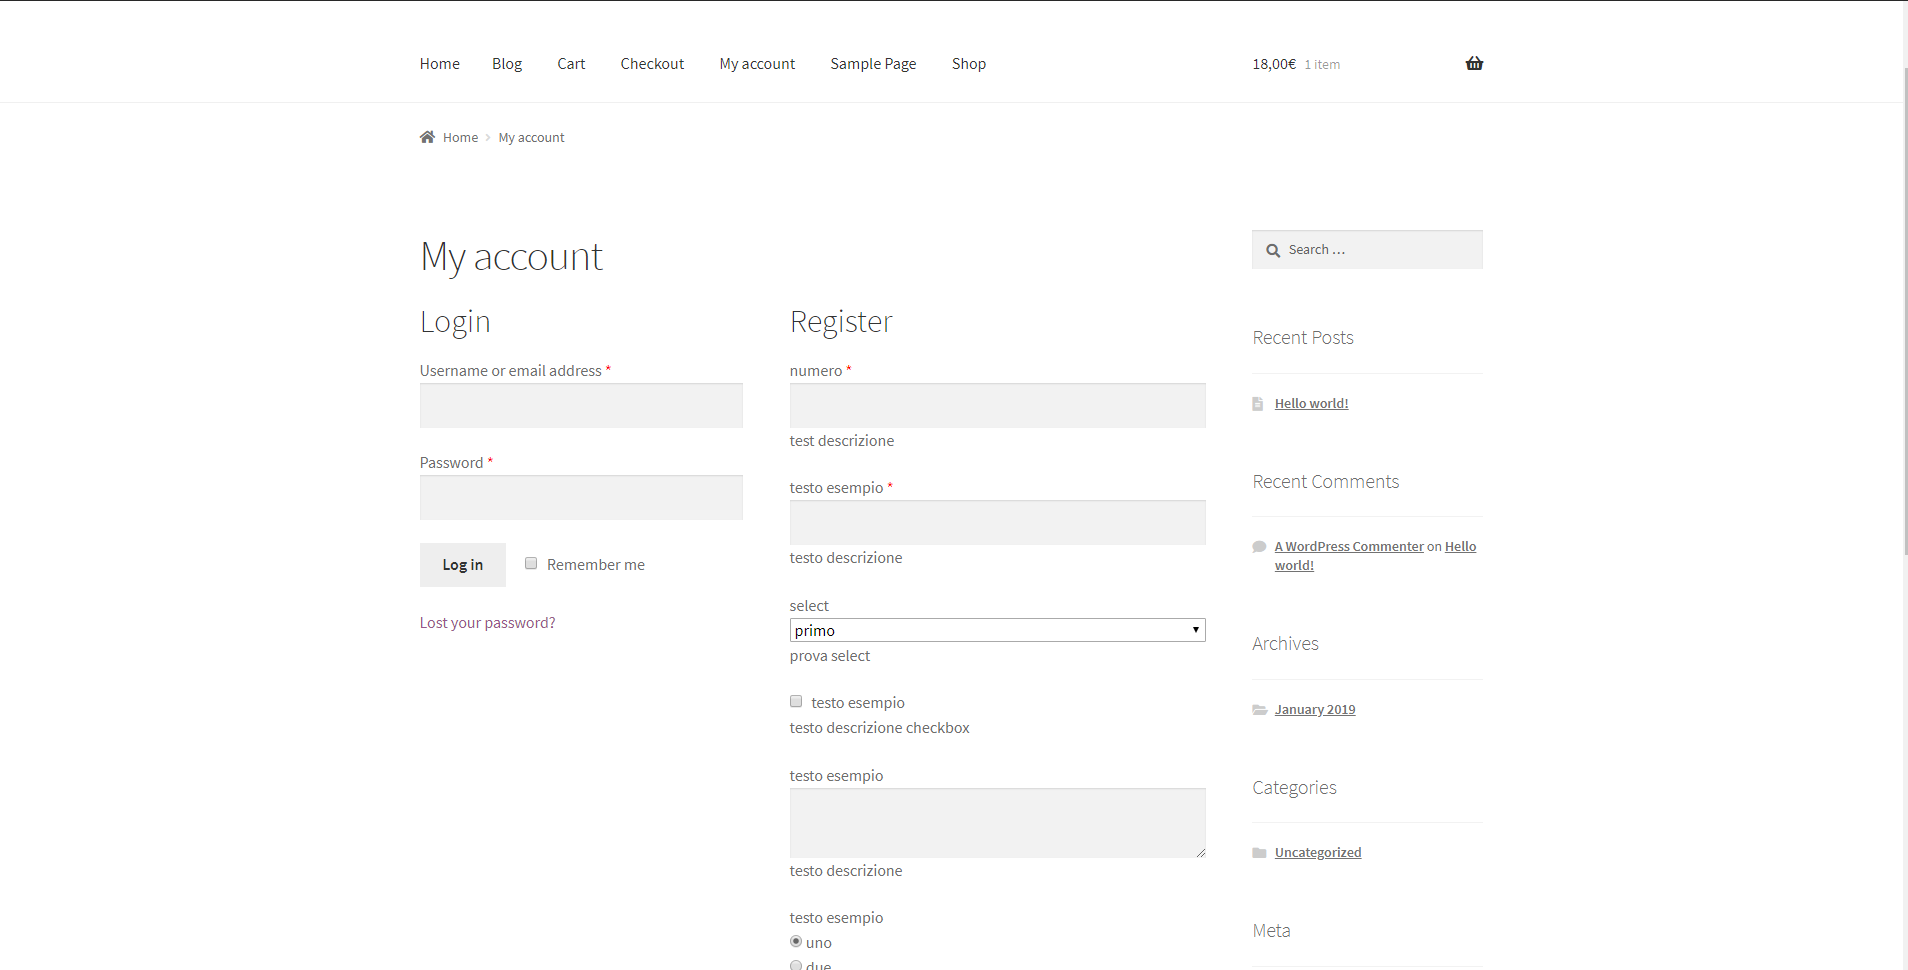 Home Blog Cart Checkout My account Sample Page Shop 18,00€ 1 item
Home › My account
My account
Login
Username or email address *
Password *
Log in Remember me
Lost your password?
Register
numero *
test descrizione
testo esempio *
testo descrizione
select
primo
prova select
testo esempio
testo descrizione checkbox
testo esempio
testo descrizione
testo esempio
uno
due
Search …
Recent Posts
Hello world!
Recent Comments
A WordPress Commenter on Hello
world!
Archives
January 2019
Categories
Uncategorized
Meta